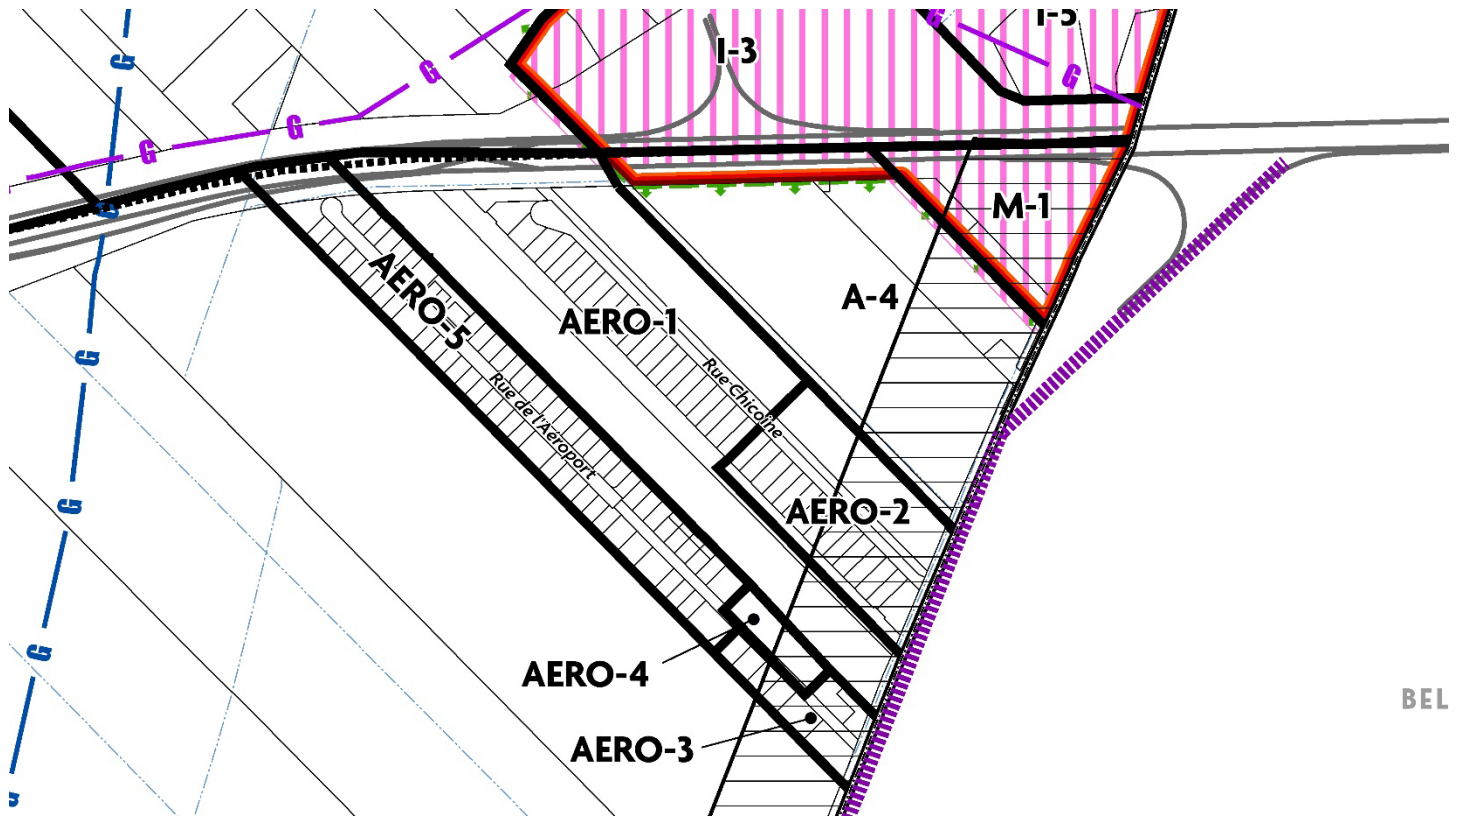 I-5
G
I-3
G
G
G
G
G
G
M-1
AERO-5
A-4
AERO-1
G
Rue Chicoine
Rue de l'Aéroport
G
AERO-2
AERO-4
G
BEL
AERO-3
G